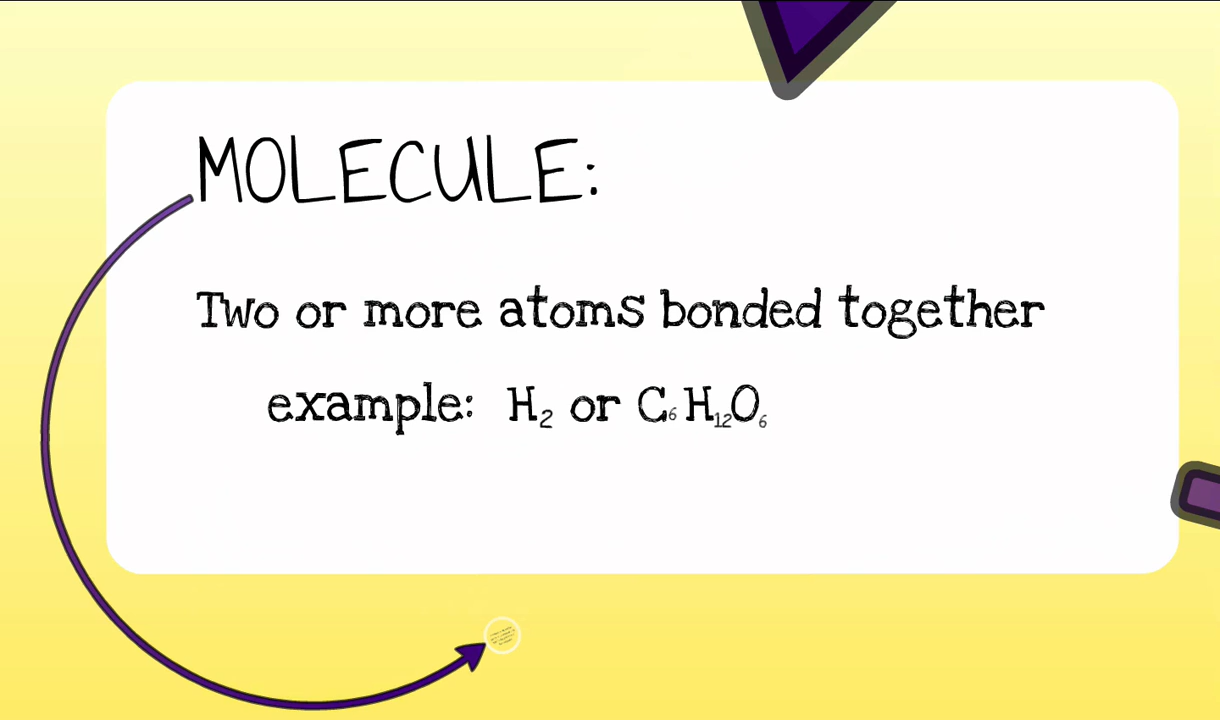 MOLECULE:
Two or more atoms bonded together
example: H₂ or C₆H₁₂O₆